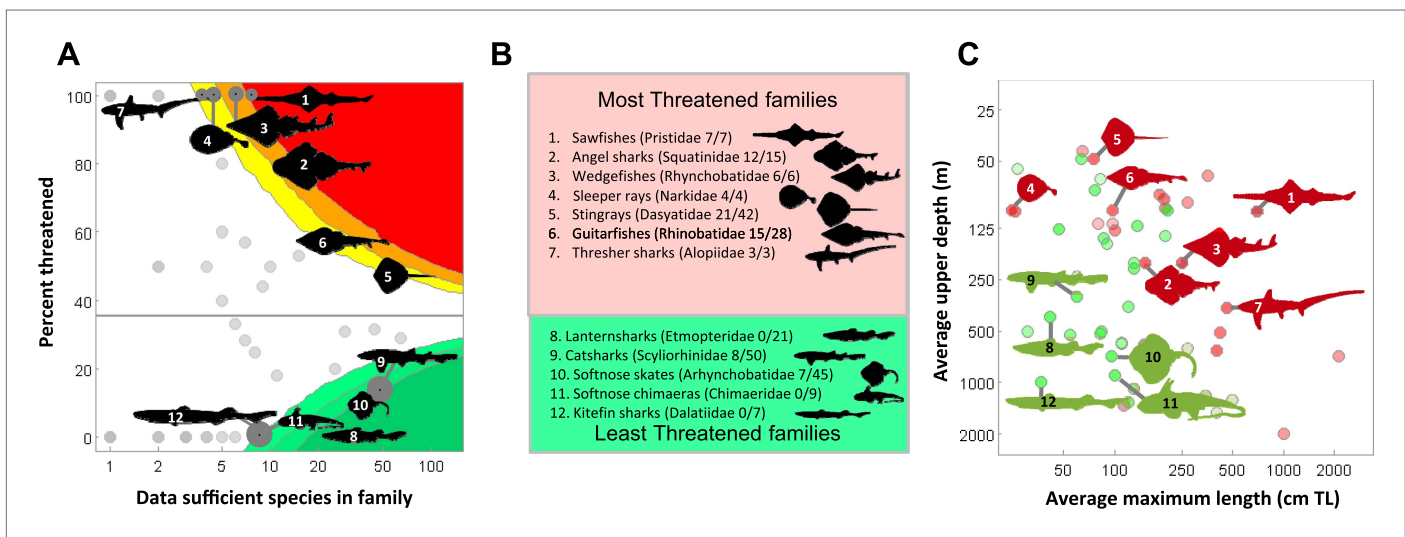 A
B
C
Percent threatened
100
80
60
40
20
0
7
1
3
4
2
6
5
9
10
12
11
8
1
2
5
10
20
50
100
Data sufficient species in family
Most Threatened families
1. Sawfishes (Pristidae 7/7)
2. Angel sharks (Squatinidae 12/15)
3. Wedgefishes (Rhynchobatidae 6/6)
4. Sleeper rays (Narkidae 4/4)
5. Stingrays (Dasyatidae 21/42)
6. Guitarfishes (Rhinobatidae 15/28)
7. Thresher sharks (Alopiidae 3/3)
8. Lanternsharks (Etmopteridae 0/21)
9. Catsharks (Scyliorhinidae 8/50)
10. Softnose skates (Arhynchobatidae 7/45)
11. Softnose chimaeras (Chimaeridae 0/9)
12. Kitefin sharks (Dalatiidae 0/7)
Least Threatened families
Average upper depth (m)
25
50
125
250
500
1000
2000
5
6
4
1
3
9
2
7
8
10
12
11
50
100
250
500
1000
2000
Average maximum length (cm TL)